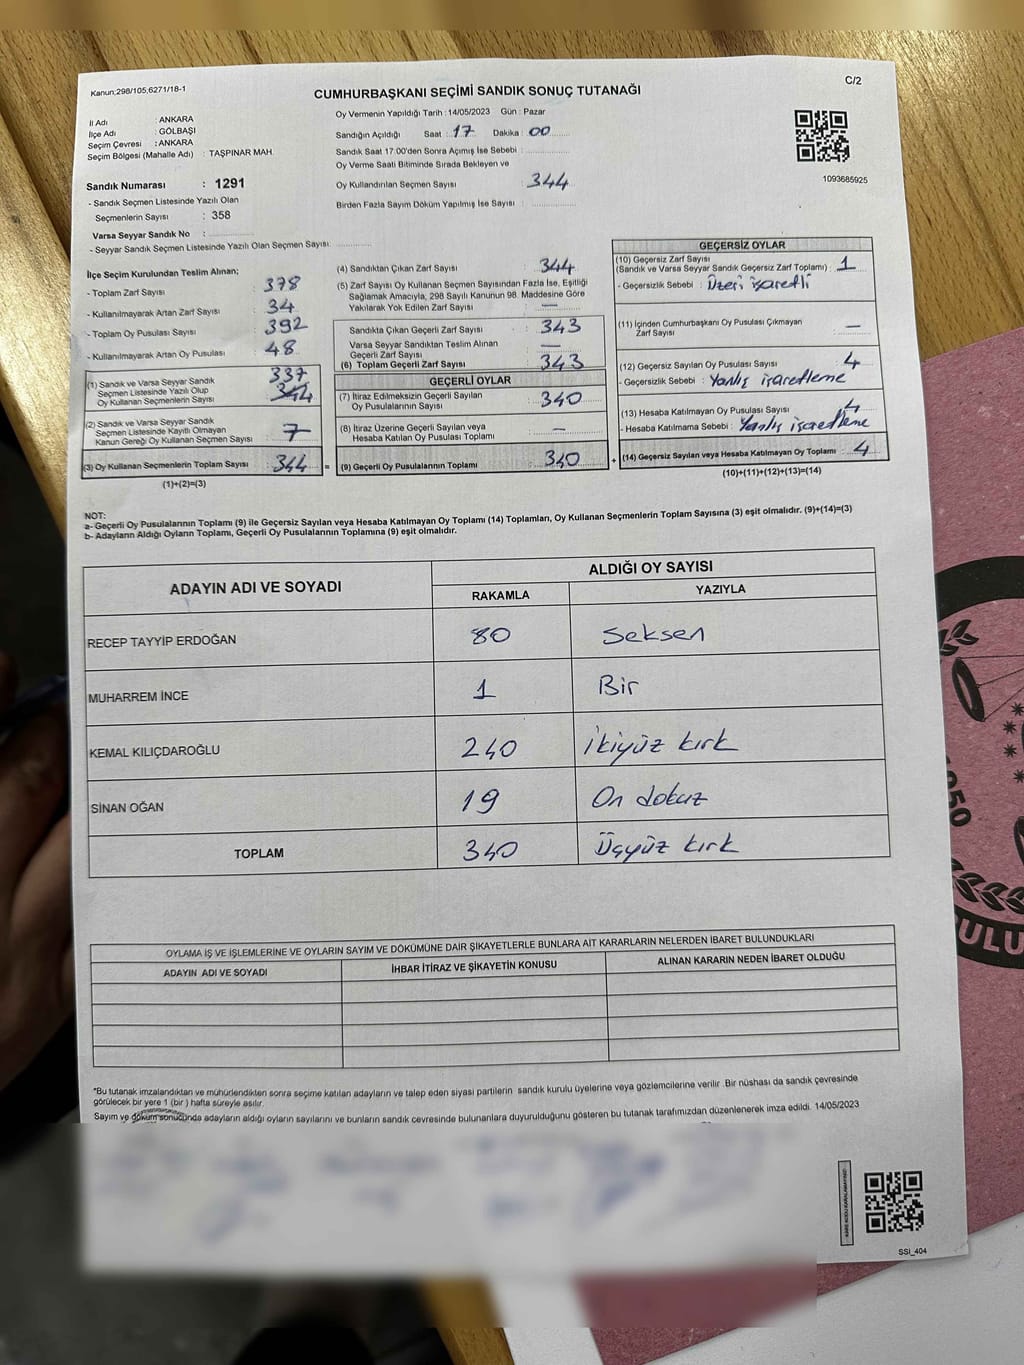 Kanun;298/105;6271/18-1
CUMHURBAŞKANI SEÇİMİ SANDIK SONUÇ TUTANAĞI
C/2
İl Adı : ANKARA
İlçe Adı : GÖLBAŞI
Seçim Çevresi : ANKARA
Seçim Bölgesi (Mahalle Adı) : TAŞPINAR MAH.
Sandık Numarası : 1291
- Sandık Seçmen Listesinde Yazılı Olan
Seçmenlerin Sayısı : 358
Varsa Seyyar Sandık No :
- Seyyar Sandık Seçmen Listesinde Yazılı Olan Seçmen Sayısı:
Oy Vermenin Yapıldığı Tarih : 14/05/2023 Gün : Pazar
Sandığın Açıldığı Saat : 17 Dakika : 00
Sandık Saat 17:00'den Sonra Açımış İse Sebebi :
Oy Verme Saati Bitiminde Sırada Bekleyen ve
Oy Kullandırılan Seçmen Sayısı : 344
Birden Fazla Sayım Döküm Yapılmış İse Sayısı :
1093685925
İlçe Seçim Kurulundan Teslim Alınan;
- Toplam Zarf Sayısı : 378
- Kullanılmayarak Artan Zarf Sayısı : 34
- Toplam Oy Pusulası Sayısı : 392
- Kullanılmayarak Artan Oy Pusulası : 48
(1) Sandık ve Varsa Seyyar Sandık
Seçmen Listesinde Yazılı Olup
Oy Kullanan Seçmenlerin Sayısı : 337
344
(2) Sandık ve Varsa Seyyar Sandık
Seçmen Listesinde Kayıtlı Olmayan
Kanun Gereği Oy Kullanan Seçmen Sayısı : 7
(3) Oy Kullanan Seçmenlerin Toplam Sayısı : 344 =
(1)+(2)=(3)
(4) Sandıktan Çıkan Zarf Sayısı : 344
(5) Zarf Sayısı Oy Kullanan Seçmen Sayısından Fazla İse, Eşitliği
Sağlamak Amacıyla; 298 Sayılı Kanunun 98. Maddesine Göre
Yakılarak Yok Edilen Zarf Sayısı : —
Sandıkta Çıkan Geçerli Zarf Sayısı : 343
Varsa Seyyar Sandıktan Teslim Alınan
Geçerli Zarf Sayısı : —
(6) Toplam Geçerli Zarf Sayısı : 343
GEÇERLİ OYLAR
(7) İtiraz Edilmeksizin Geçerli Sayılan
Oy Pusulalarının Sayısı : 340
(8) İtiraz Üzerine Geçerli Sayılan veya
Hesaba Katılan Oy Pusulası Toplamı : —
(9) Geçerli Oy Pusulalarının Toplamı : 340 +
GEÇERSİZ OYLAR
(10) Geçersiz Zarf Sayısı
(Sandık ve Varsa Seyyar Sandık Geçersiz Zarf Toplamı) : 1
- Geçersizlik Sebebi : Üzeri işaretli
(11) İçinden Cumhurbaşkanı Oy Pusulası Çıkmayan
Zarf Sayısı : —
(12) Geçersiz Sayılan Oy Pusulası Sayısı : 4
- Geçersizlik Sebebi : Yanlış işaretleme
(13) Hesaba Katılmayan Oy Pusulası Sayısı : 4
- Hesaba Katılmama Sebebi : Yanlış işaretleme
(14) Geçersiz Sayılan veya Hesaba Katılmayan Oy Toplamı : 4
(10)+(11)+(12)+(13)=(14)
NOT:
a- Geçerli Oy Pusulalarının Toplamı (9) ile Geçersiz Sayılan veya Hesaba Katılmayan Oy Toplamı (14) Toplamları, Oy Kullanan Seçmenlerin Toplam Sayısına (3) eşit olmalıdır. (9)+(14)=(3)
b- Adayların Aldığı Oyların Toplamı, Geçerli Oy Pusulalarının Toplamına (9) eşit olmalıdır.
ADAYIN ADI VE SOYADI
ALDIĞI OY SAYISI
RAKAMLA YAZIYLA
RECEP TAYYİP ERDOĞAN 80 Seksen
MUHARREM İNCE 1 Bir
KEMAL KILIÇDAROĞLU 240 İkiyüz kırk
SİNAN OĞAN 19 On dokuz
TOPLAM 340 Üçyüz kırk
OYLAMA İŞ VE İŞLEMLERİNE VE OYLARIN SAYIM VE DÖKÜMÜNE DAİR ŞİKAYETLERLE BUNLARA AİT KARARLARIN NELERDEN İBARET BULUNDUKLARI
ADAYIN ADI VE SOYADI İHBAR İTİRAZ VE ŞİKAYETİN KONUSU ALINAN KARARIN NEDEN İBARET OLDUĞU
*Bu tutanak imzalandıktan ve mühürlendikten sonra seçime katılan adayların ve talep eden siyasi partilerin sandık kurulu üyelerine veya gözlemcilerine verilir .Bir nüshası da sandık çevresinde
görülecek bir yere 1 (bir ) hafta süreyle asılır.
Sayım ve döküm sonucunda adayların aldığı oyların sayılarını ve bunların sandık çevresinde bulunanlara duyurulduğunu gösteren bu tutanak tarafımızdan düzenlenerek imza edildi. 14/05/2023
SSI_404
1950
ULU